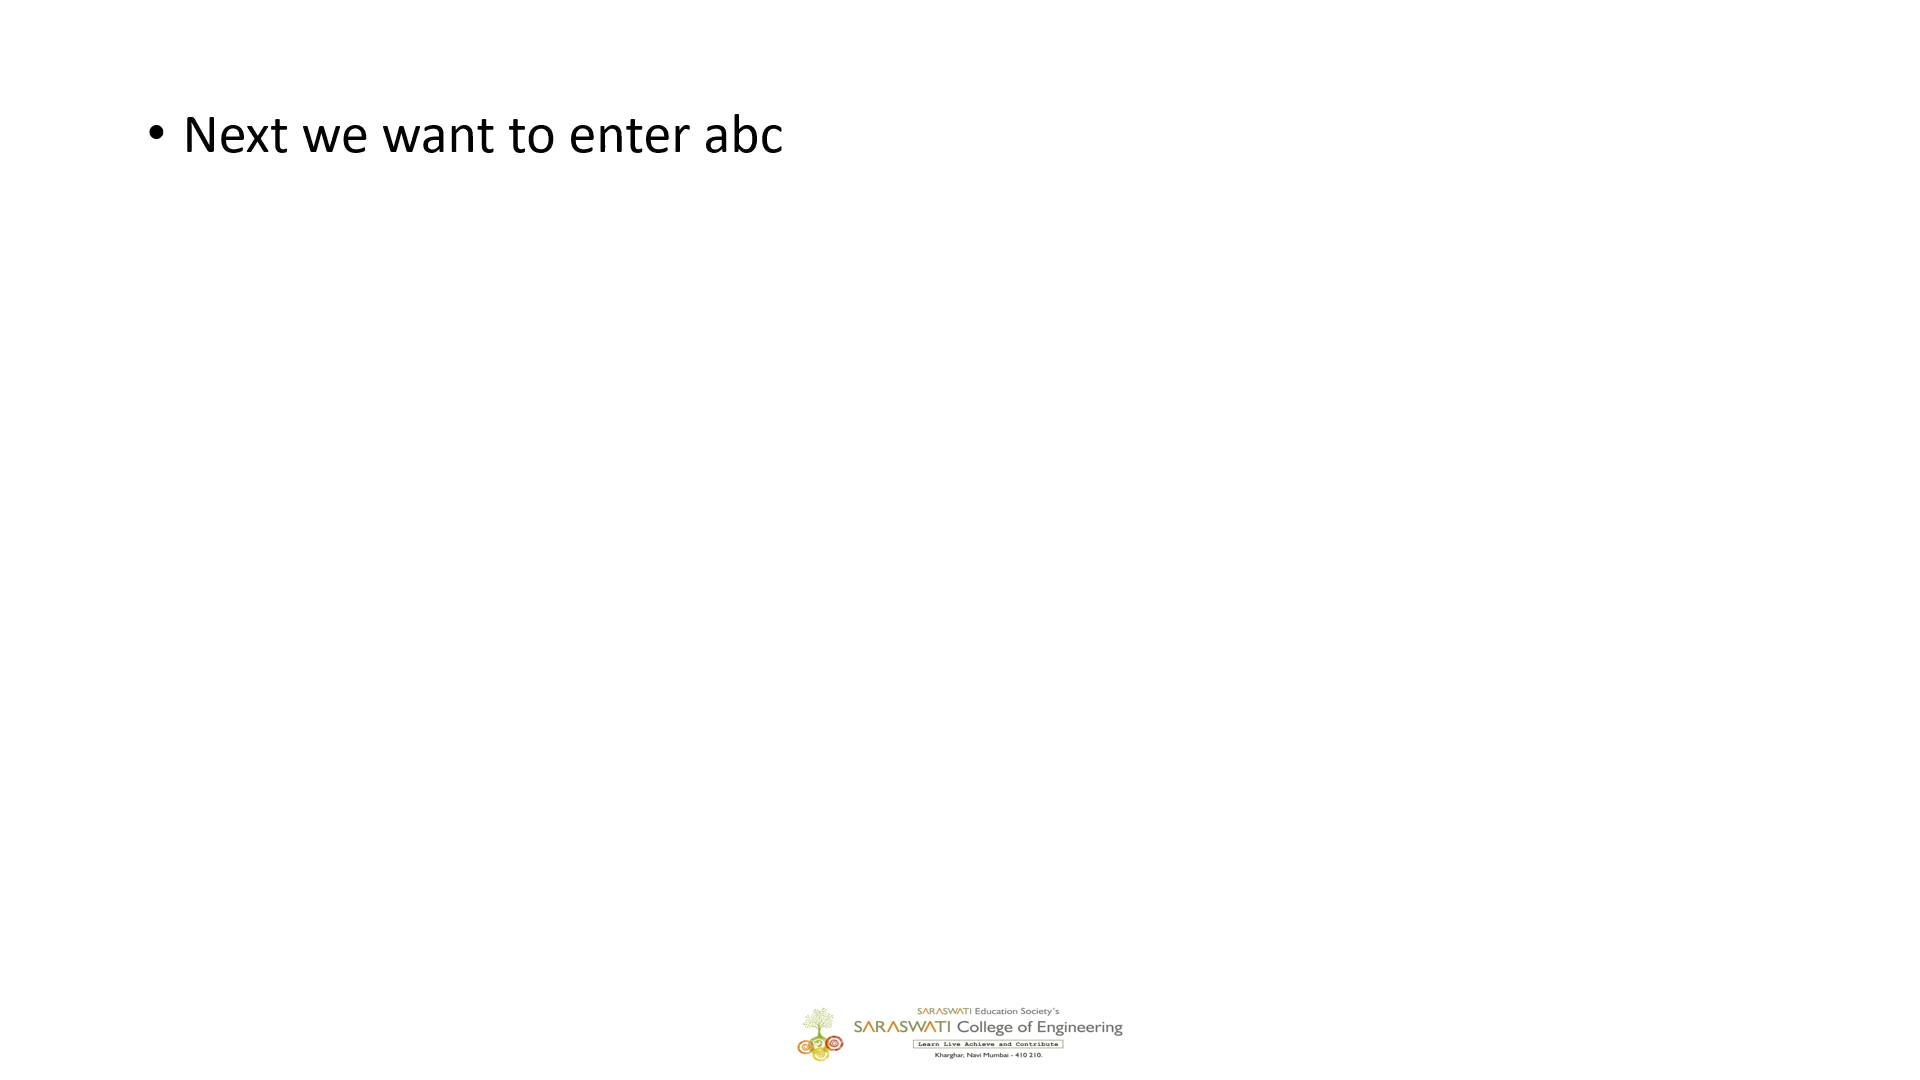 • Next we want to enter abc
SARASWATI Education Society's
SARASWATI College of Engineering
Learn Live Achieve and Contribute
Kharghar, Navi Mumbai - 410 210.